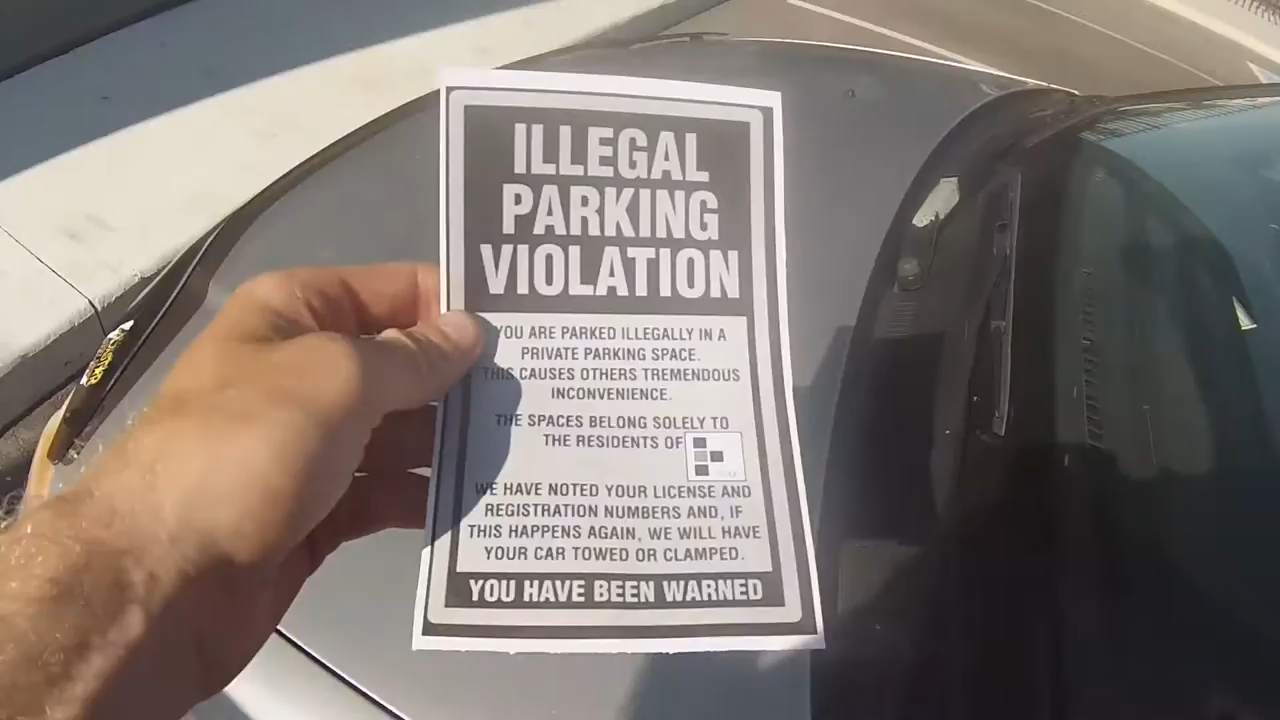 ILLEGAL
PARKING
VIOLATION
YOU ARE PARKED ILLEGALLY IN A
PRIVATE PARKING SPACE.
THIS CAUSES OTHERS TREMENDOUS
INCONVENIENCE.
THE SPACES BELONG SOLELY TO
THE RESIDENTS OF
WE HAVE NOTED YOUR LICENSE AND
REGISTRATION NUMBERS AND, IF
THIS HAPPENS AGAIN, WE WILL HAVE
YOUR CAR TOWED OR CLAMPED.
YOU HAVE BEEN WARNED